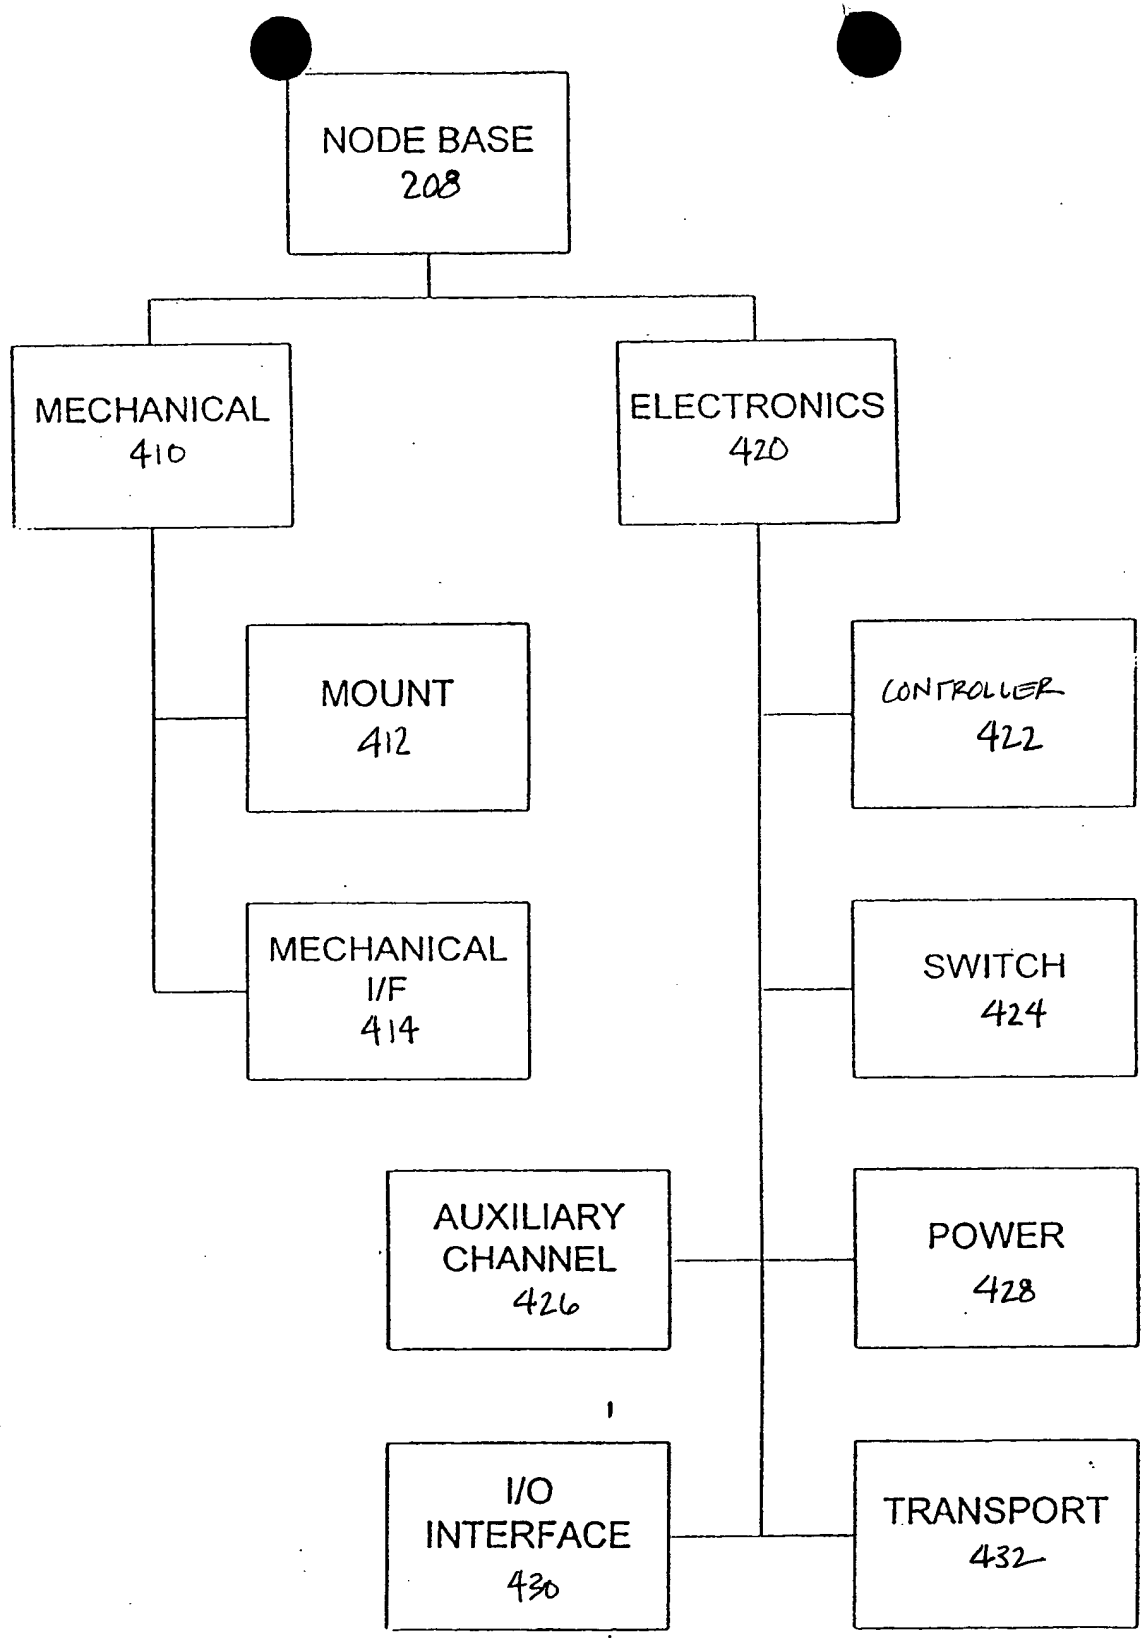 NODE BASE
208
MECHANICAL
410
ELECTRONICS
420
MOUNT
412
CONTROLLER
422
MECHANICAL
I/F
414
SWITCH
424
AUXILIARY
CHANNEL
426
POWER
428
I/O
INTERFACE
430
TRANSPORT
432